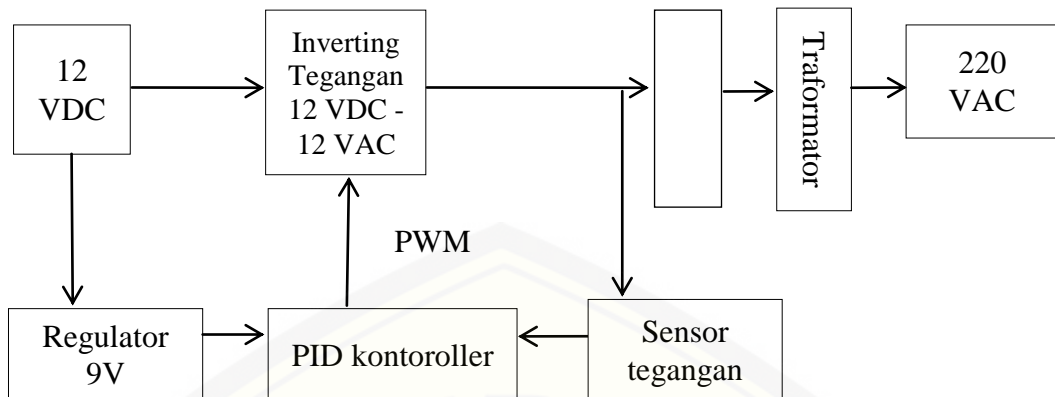 12
VDC
Inverting
Tegangan
12 VDC -
12 VAC
Traformator
220
VAC
PWM
Regulator
9V
PID kontoroller
Sensor
tegangan